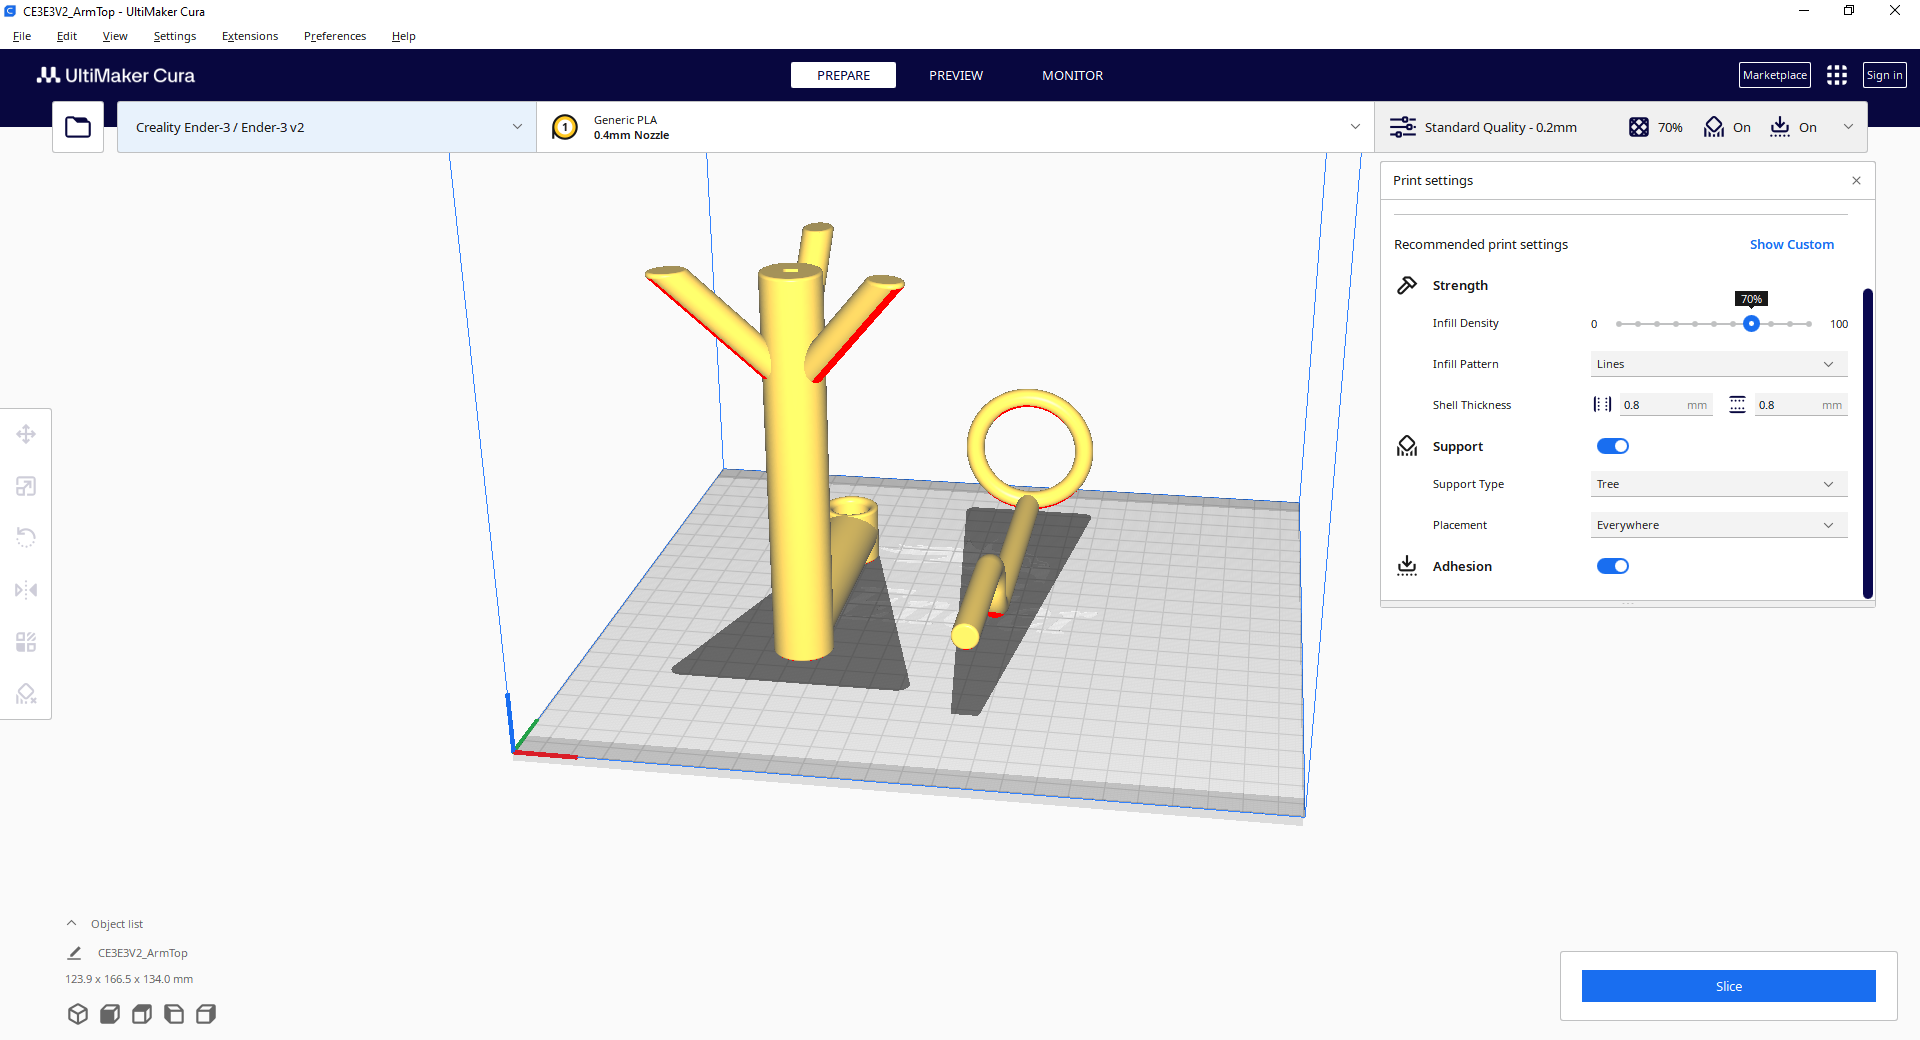 CE3E3V2_ArmTop - UltiMaker Cura
File Edit View Settings Extensions Preferences Help
UltiMaker Cura
PREPARE PREVIEW MONITOR
Marketplace
Sign in
Creality Ender-3 / Ender-3 v2
1
Generic PLA
0.4mm Nozzle
Standard Quality - 0.2mm
70%
On
On
Print settings
Recommended print settings
Show Custom
Strength
70%
Infill Density
0
100
Infill Pattern
Lines
Shell Thickness
0.8 mm
0.8 mm
Support
Support Type
Tree
Placement
Everywhere
Adhesion
Object list
CE3E3V2_ArmTop
123.9 x 166.5 x 134.0 mm
Slice